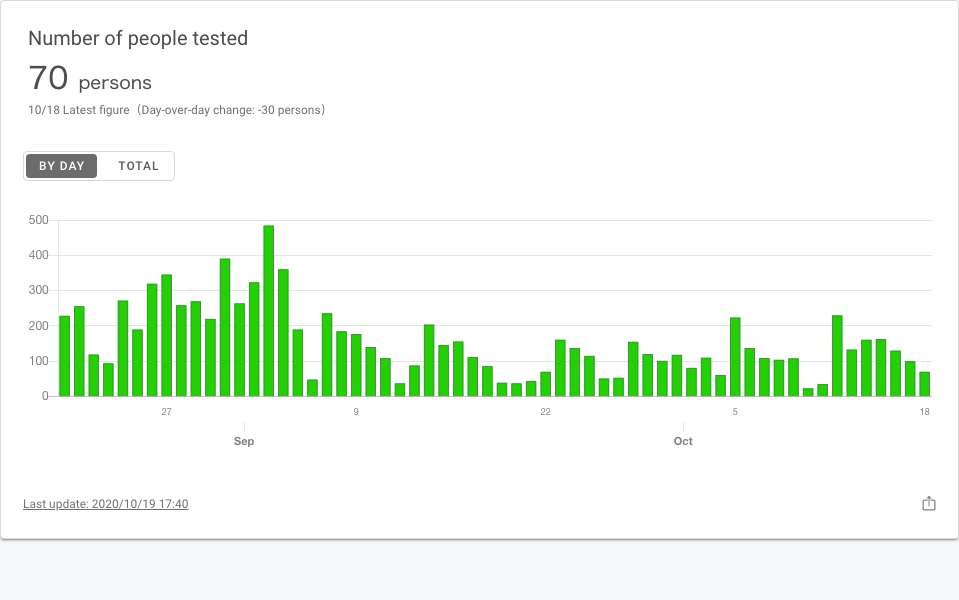 Number of people tested
70 persons
10/18 Latest figure（Day-over-day change: -30 persons）
BY DAY TOTAL
500
400
300
200
100
0
27 9 22 5 18
Sep Oct
Last update: 2020/10/19 17:40